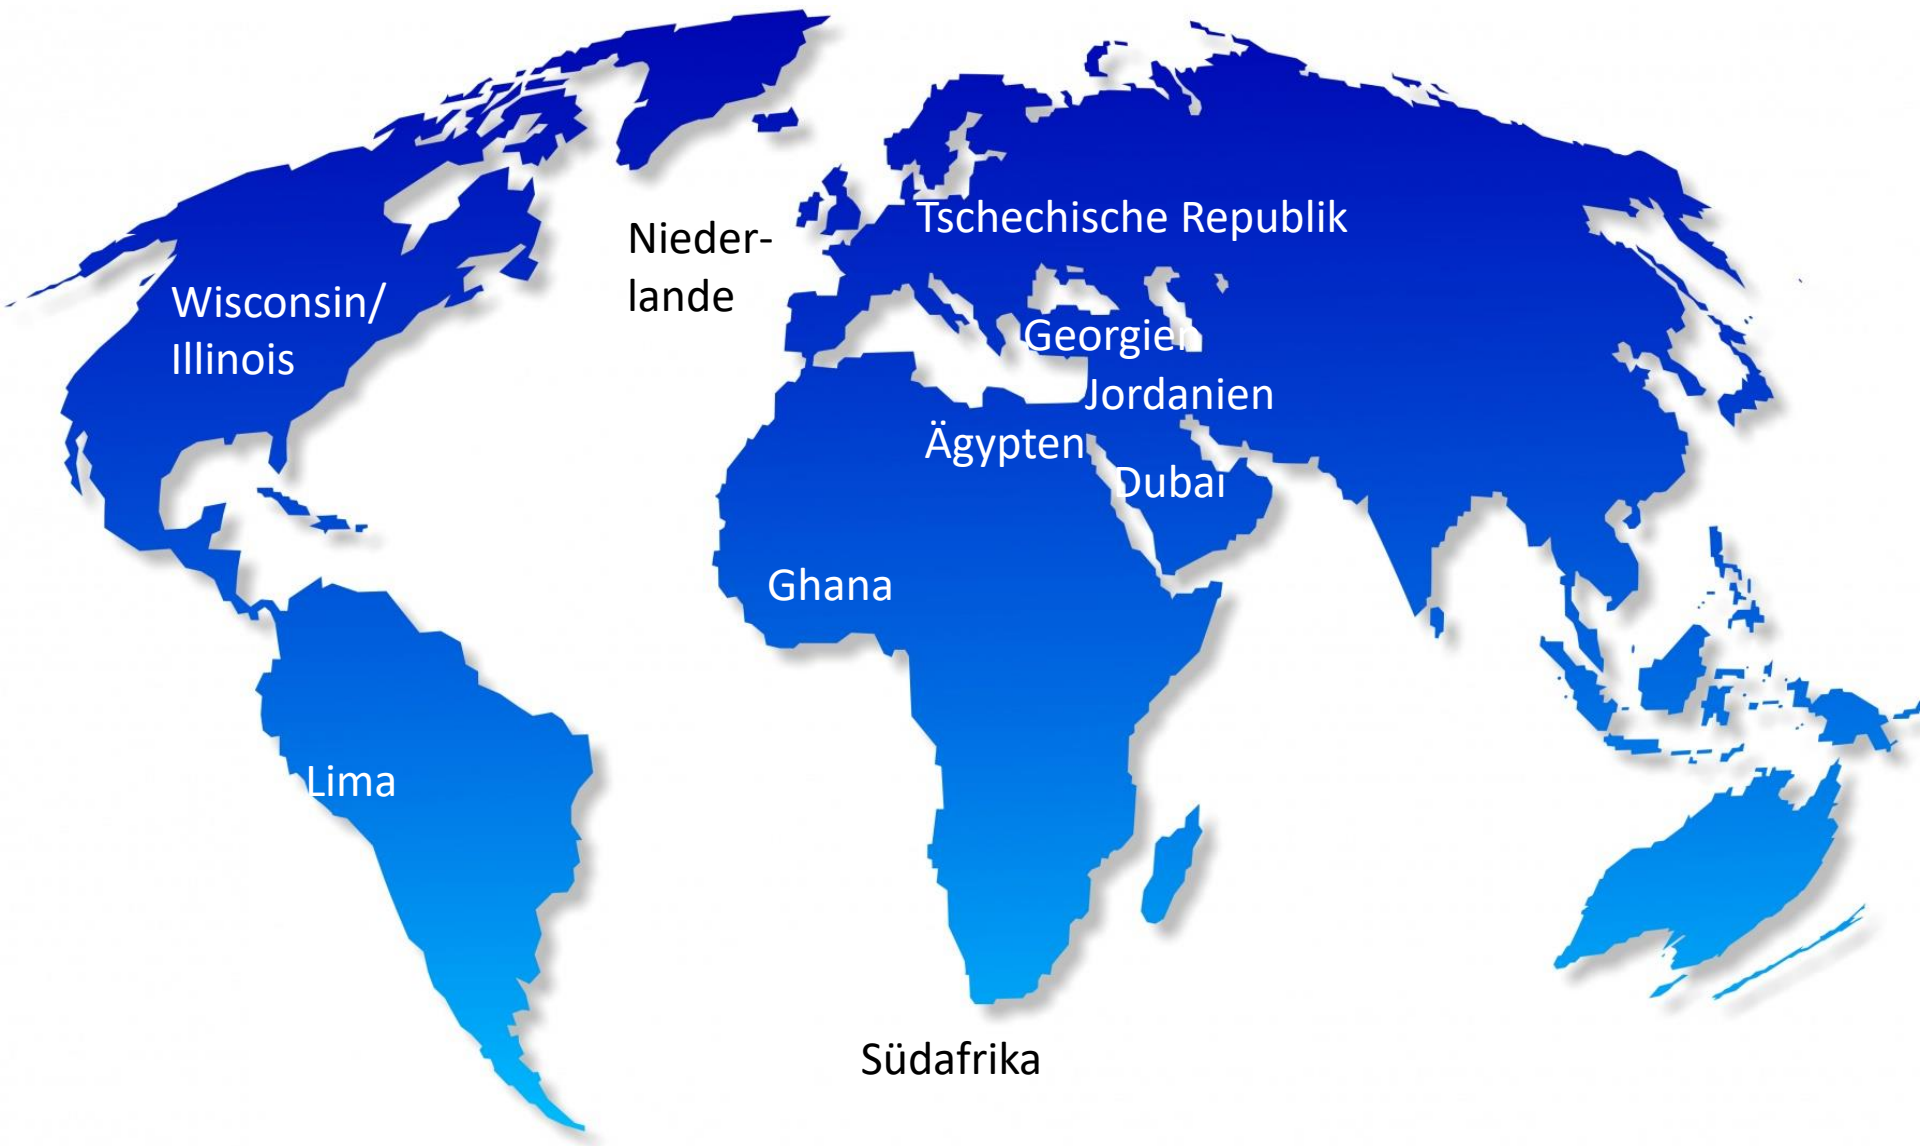 Tschechische Republik
Nieder-
lande
Wisconsin/
Illinois
Georgien
Jordanien
Ägypten
Dubai
Ghana
Lima
Südafrika